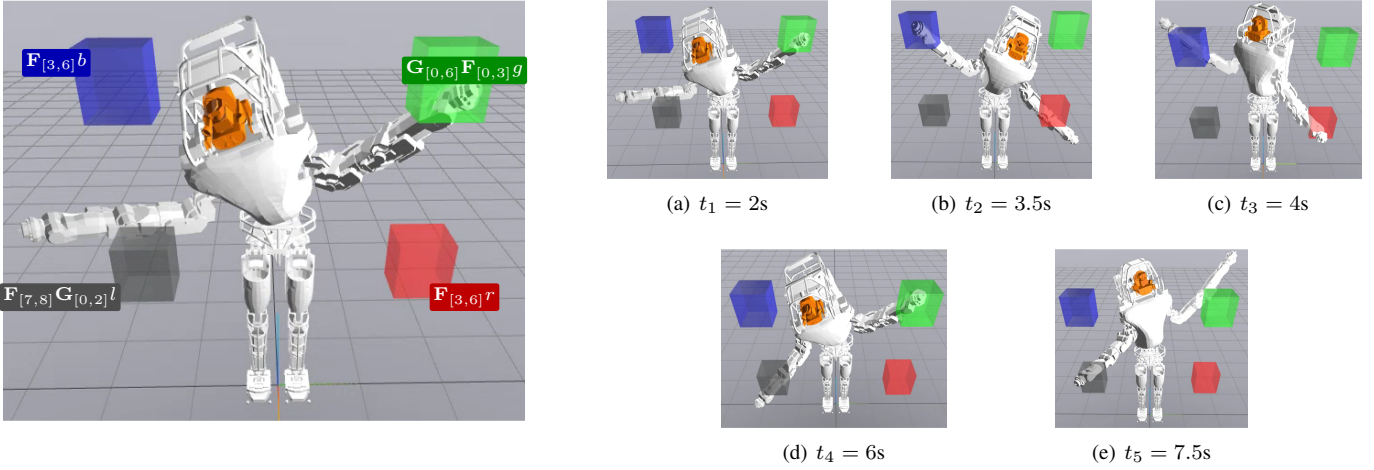 F[3,6]b
G[0,6]F[0,3]g
F[7,8]G[0,2]l
F[3,6]r
(a) t1 = 2s
(b) t2 = 3.5s
(c) t3 = 4s
(d) t4 = 6s
(e) t5 = 7.5s